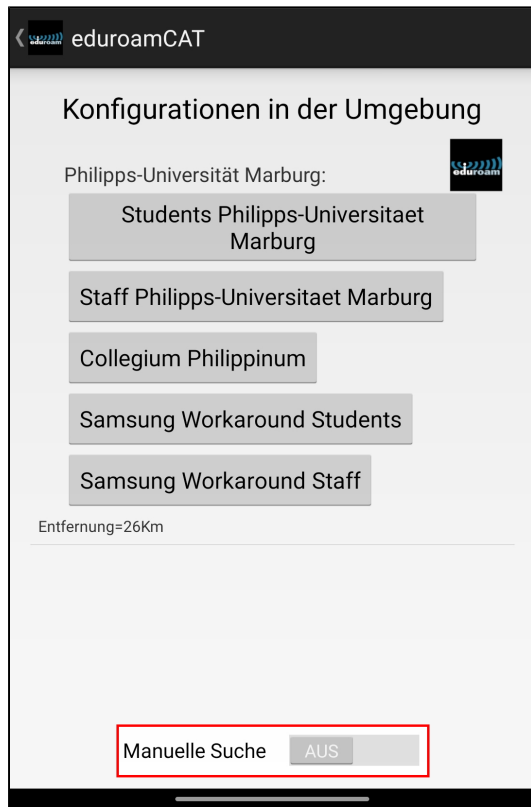 eduroam eduroamCAT
Konfigurationen in der Umgebung
eduroam
Philipps-Universität Marburg:
Students Philipps-Universitaet
Marburg
Staff Philipps-Universitaet Marburg
Collegium Philippinum
Samsung Workaround Students
Samsung Workaround Staff
Entfernung=26Km
Manuelle Suche AUS